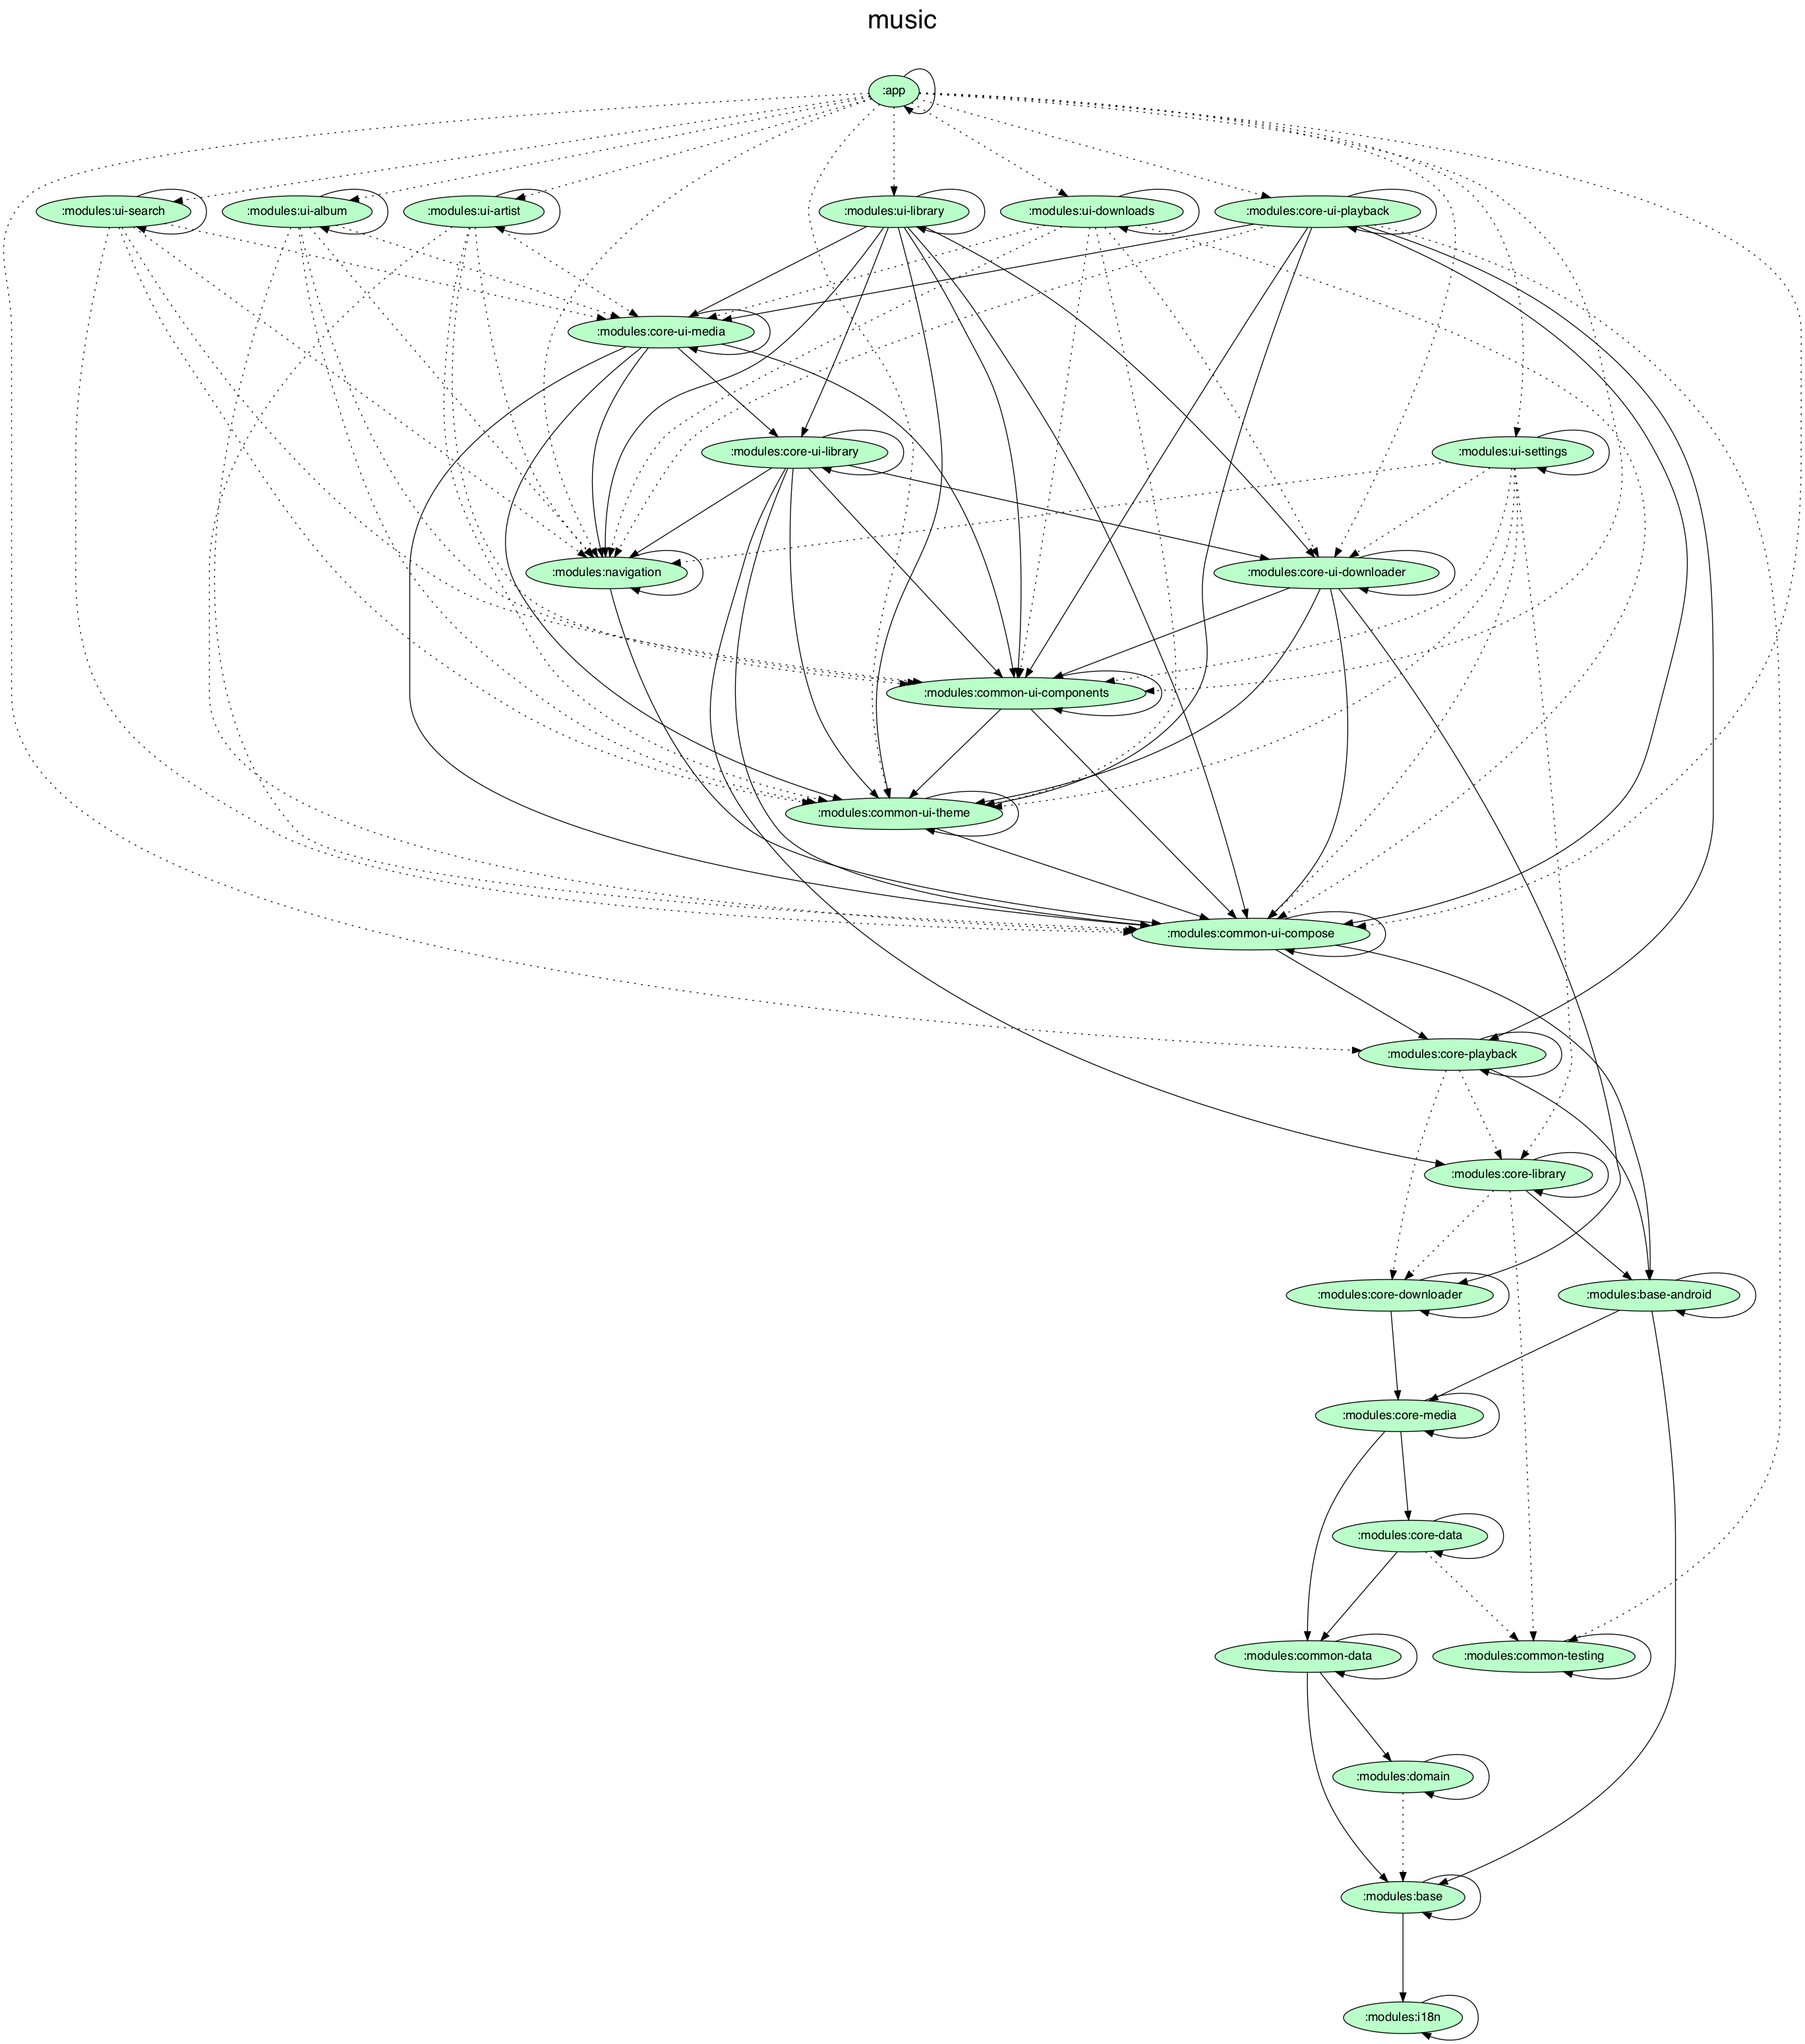 music
:app
:modules:ui-search
:modules:ui-album
:modules:ui-artist
:modules:ui-library
:modules:ui-downloads
:modules:core-ui-playback
:modules:core-ui-media
:modules:core-ui-library
:modules:ui-settings
:modules:navigation
:modules:core-ui-downloader
:modules:common-ui-components
:modules:common-ui-theme
:modules:common-ui-compose
:modules:core-playback
:modules:core-library
:modules:core-downloader
:modules:base-android
:modules:core-media
:modules:core-data
:modules:common-data
:modules:common-testing
:modules:domain
:modules:base
:modules:i18n